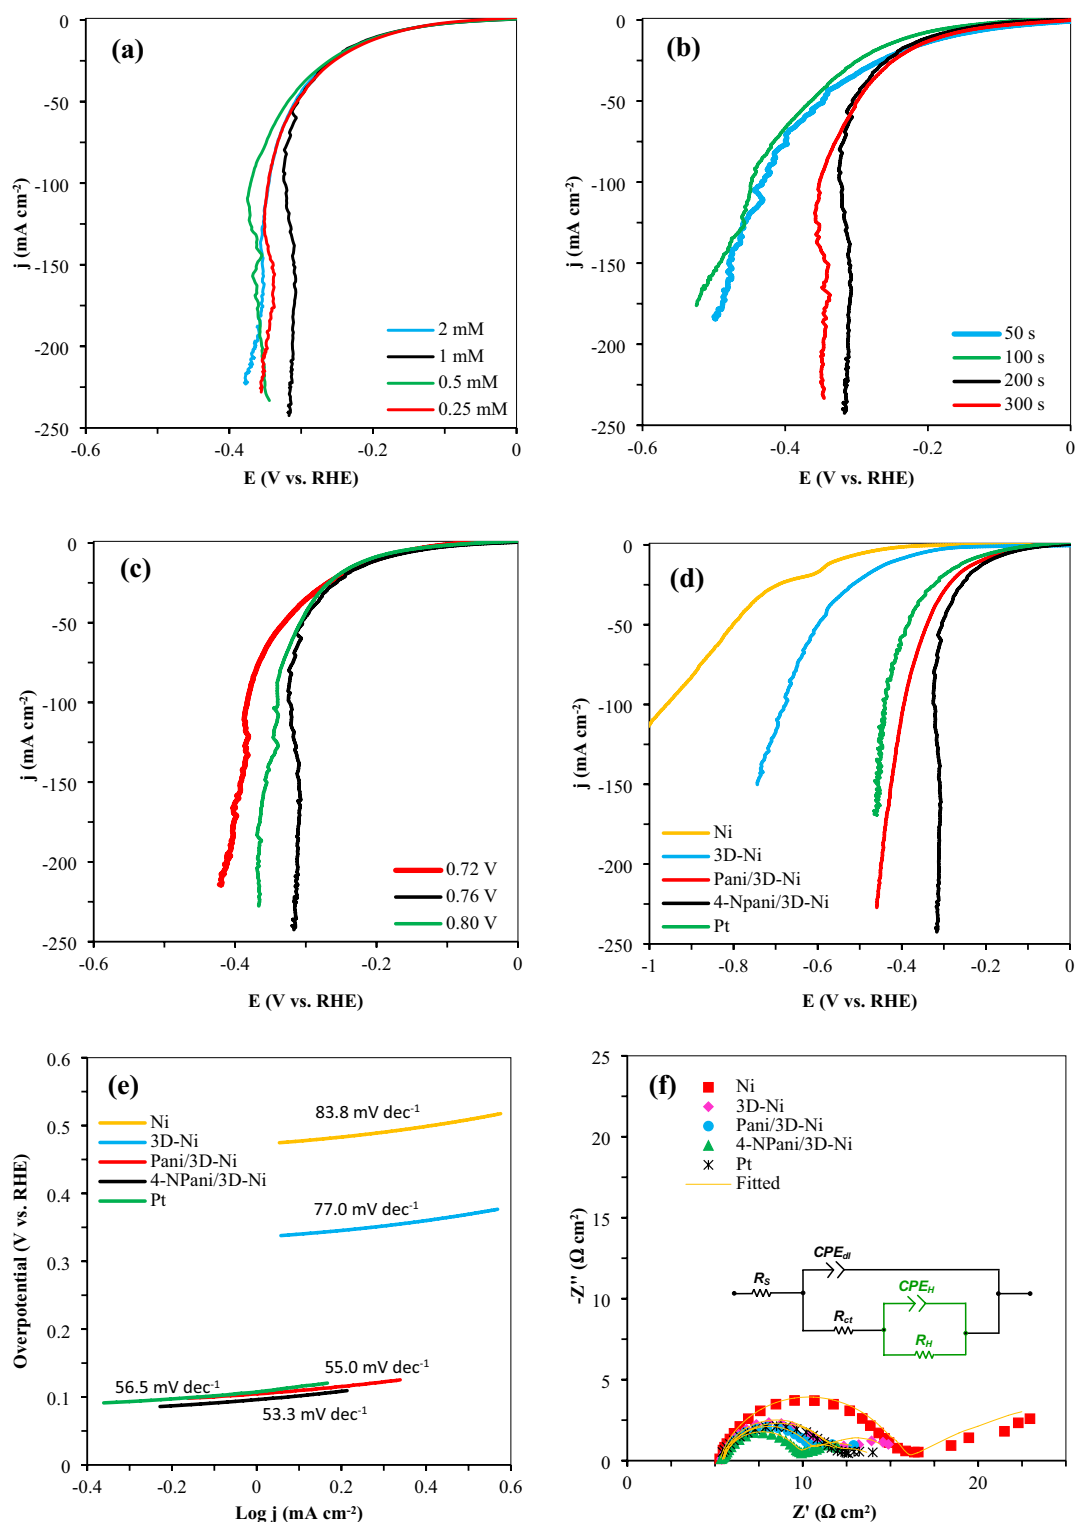 (a)
0
-50
-100
-150
-200
-250
-0.6
-0.4
-0.2
0
j (mA cm-2)
E (V vs. RHE)
2 mM
1 mM
0.5 mM
0.25 mM
(b)
0
-50
-100
-150
-200
-250
-0.6
-0.4
-0.2
0
j (mA cm-2)
E (V vs. RHE)
50 s
100 s
200 s
300 s
(c)
0
-50
-100
-150
-200
-250
-0.6
-0.4
-0.2
0
j (mA cm-2)
E (V vs. RHE)
0.72 V
0.76 V
0.80 V
(d)
0
-50
-100
-150
-200
-250
-1
-0.8
-0.6
-0.4
-0.2
0
j (mA cm-2)
E (V vs. RHE)
Ni
3D-Ni
Pani/3D-Ni
4-Npani/3D-Ni
Pt
(e)
0.6
0.5
0.4
0.3
0.2
0.1
0
-0.4
-0.2
0
0.2
0.4
0.6
Overpotential (V vs. RHE)
Log j (mA cm-2)
Ni
3D-Ni
Pani/3D-Ni
4-NPani/3D-Ni
Pt
83.8 mV dec-1
77.0 mV dec-1
55.0 mV dec-1
56.5 mV dec-1
53.3 mV dec-1
(f)
25
20
15
10
5
0
0
10
15
20
25
-Z'' (Ω cm2)
Z' (Ω cm2)
Ni
3D-Ni
Pani/3D-Ni
4-NPani/3D-Ni
Pt
Fitted
CPEdl
RS
CPEH
Rct
RH